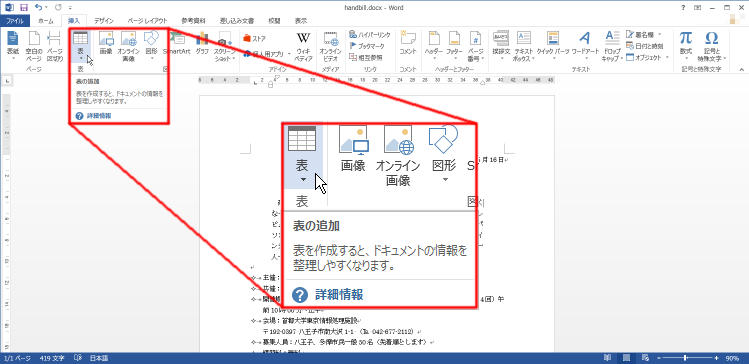 handbill.docx - Word
ファイル ホーム 挿入 デザイン ページ レイアウト 参考資料 差し込み文書 校閲 表示
表紙 空白のページ ページ区切り 表 画像 オンライン画像 図形 SmartArt グラフ スクリーンショット ストア 個人用アプリ ウィキペディア オンラインビデオ ハイパーリンク ブックマーク 相互参照 コメント ヘッダー フッター ページ番号 挨拶文 テキストボックス クイック パーツ ワードアート ドロップキャップ 署名欄 日付と時刻 オブジェクト 数式 記号と特殊文字
ページ 表 アドイン メディア リンク コメント ヘッダーとフッター テキスト 記号と特殊文字
表の追加
表を作成すると、ドキュメントの情報を
整理しやすくなります。
詳細情報
月 16 日
表 画像 オンライン画像 図形
表
表の追加
表を作成すると、ドキュメントの情報を
整理しやすくなります。
詳細情報
主催：
共催：
4回）午
前 10 時
会場：首都大学東京情報処理施設
〒192-0397 八王子市南大沢 1-1 （℡ 042-677-2112）
募集人員：八王子、多摩市民一般 50 名（先着順とします）
1/1 ページ 419 文字 日本語 90%